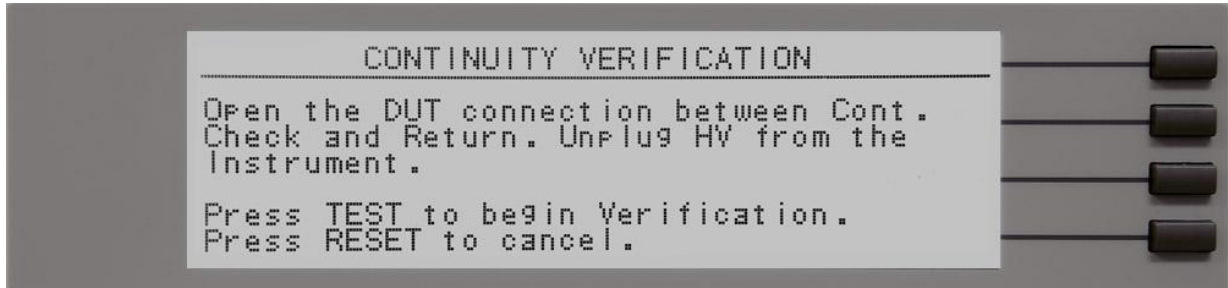 CONTINUITY VERIFICATION
Open the DUT connection between Cont.
Check and Return. Unplug HV from the
Instrument.
Press TEST to begin Verification.
Press RESET to cancel.